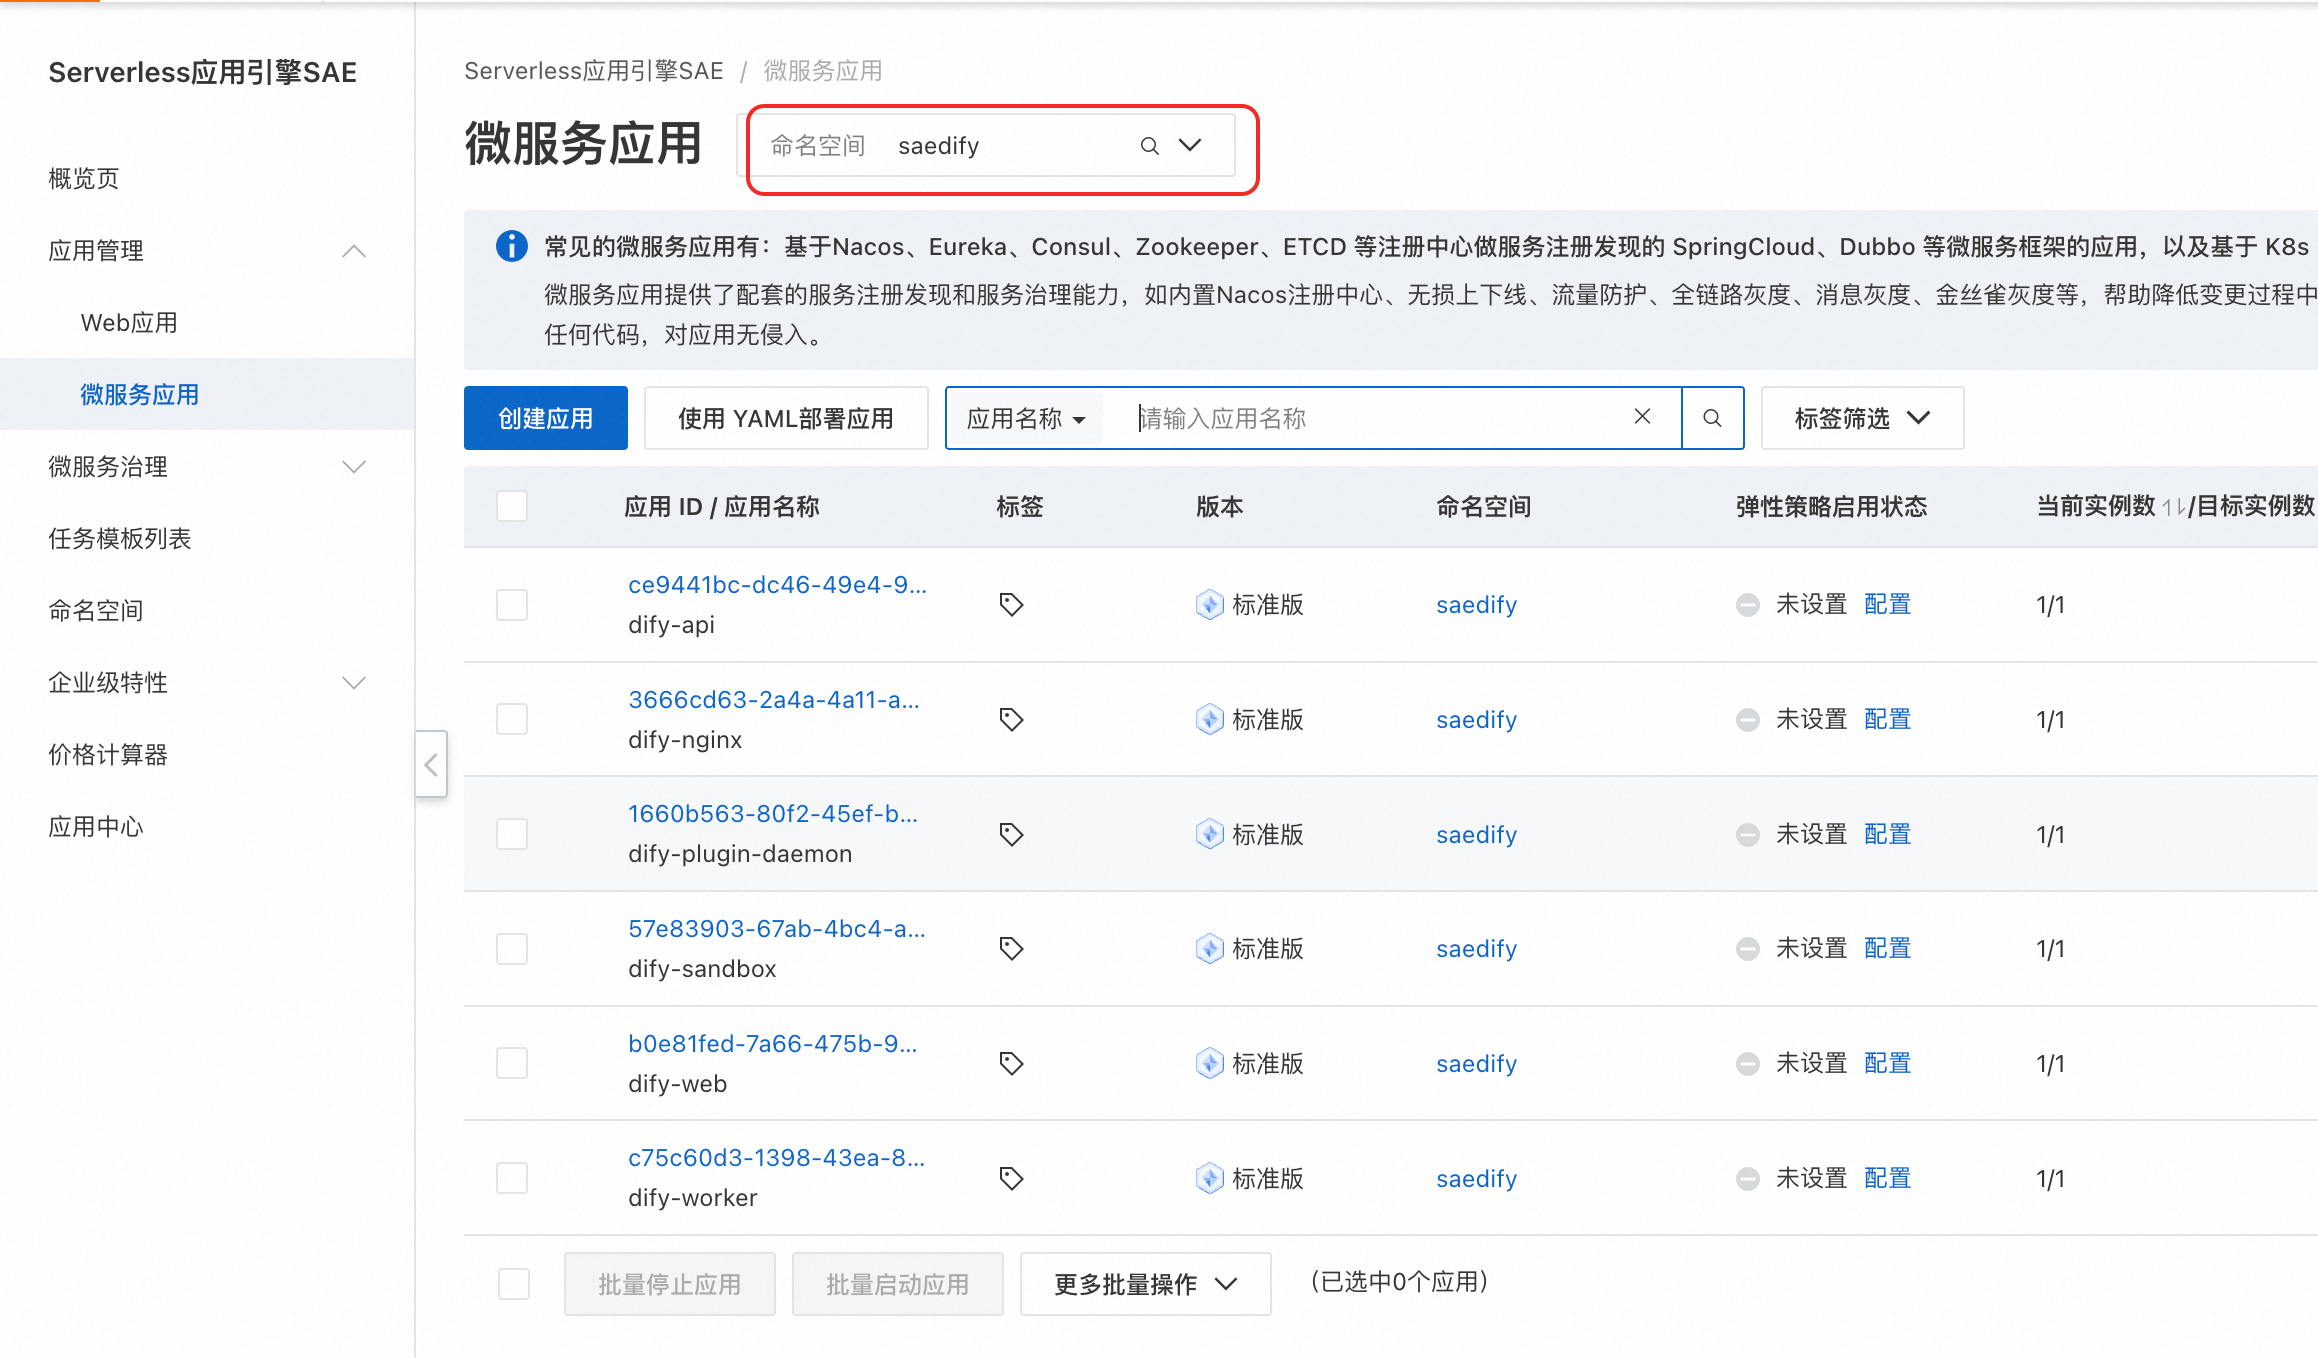 Serverless应用引擎SAE
概览页
应用管理
Web应用
微服务应用
微服务治理
任务模板列表
命名空间
企业级特性
价格计算器
应用中心
Serverless应用引擎SAE / 微服务应用
微服务应用
命名空间 saedify
常见的微服务应用有：基于Nacos、Eureka、Consul、Zookeeper、ETCD 等注册中心做服务注册发现的 SpringCloud、Dubbo 等微服务框架的应用，以及基于 K8s
微服务应用提供了配套的服务注册发现和服务治理能力，如内置Nacos注册中心、无损上下线、流量防护、全链路灰度、消息灰度、金丝雀灰度等，帮助降低变更过程中
任何代码，对应用无侵入。
创建应用 使用 YAML部署应用 应用名称 请输入应用名称 标签筛选
应用 ID / 应用名称 标签 版本 命名空间 弹性策略启用状态 当前实例数 /目标实例数
ce9441bc-dc46-49e4-9...
dify-api
标准版 saedify 未设置 配置 1/1
3666cd63-2a4a-4a11-a...
dify-nginx
标准版 saedify 未设置 配置 1/1
1660b563-80f2-45ef-b...
dify-plugin-daemon
标准版 saedify 未设置 配置 1/1
57e83903-67ab-4bc4-a...
dify-sandbox
标准版 saedify 未设置 配置 1/1
b0e81fed-7a66-475b-9...
dify-web
标准版 saedify 未设置 配置 1/1
c75c60d3-1398-43ea-8...
dify-worker
标准版 saedify 未设置 配置 1/1
批量停止应用 批量启动应用 更多批量操作 (已选中0个应用)